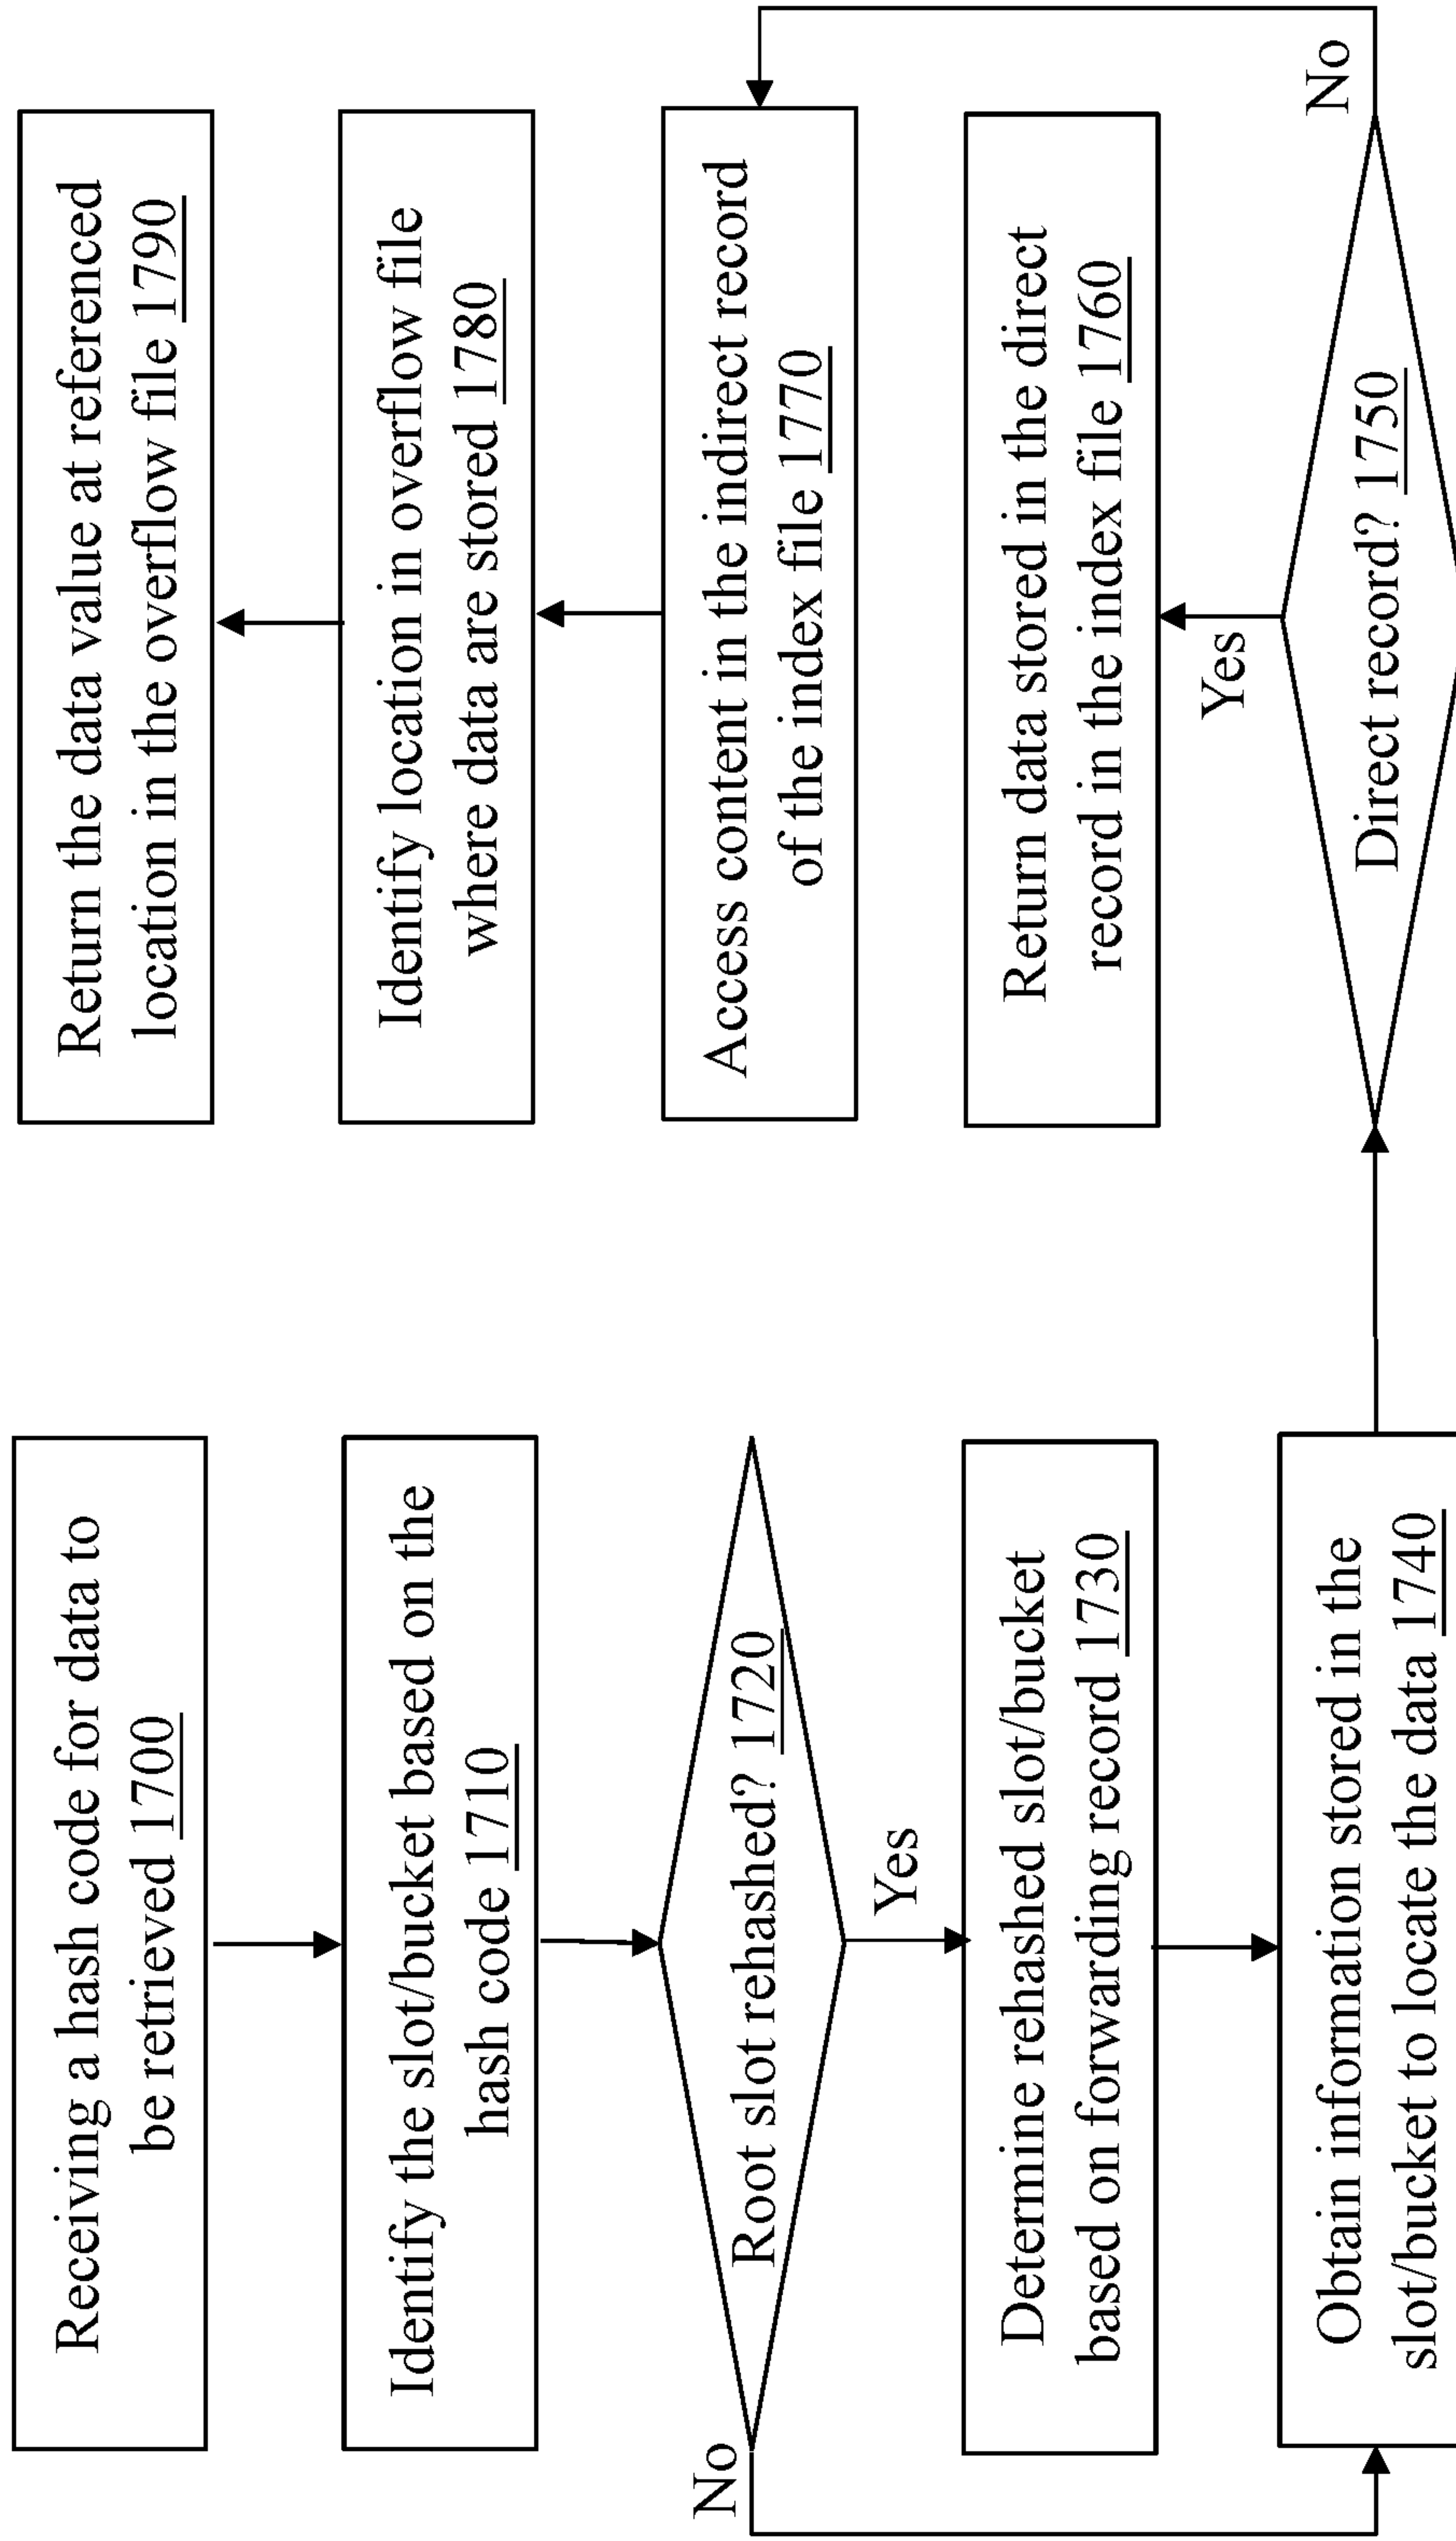 Receiving a hash code for data to
be retrieved 1700
Identify the slot/bucket based on the
hash code 1710
Root slot rehashed? 1720
No
Yes
Determine rehashed slot/bucket
based on forwarding record 1730
Obtain information stored in the
slot/bucket to locate the data 1740
Direct record? 1750
Yes
No
Return data stored in the direct
record in the index file 1760
Access content in the indirect record
of the index file 1770
Identify location in overflow file
where data are stored 1780
Return the data value at referenced
location in the overflow file 1790